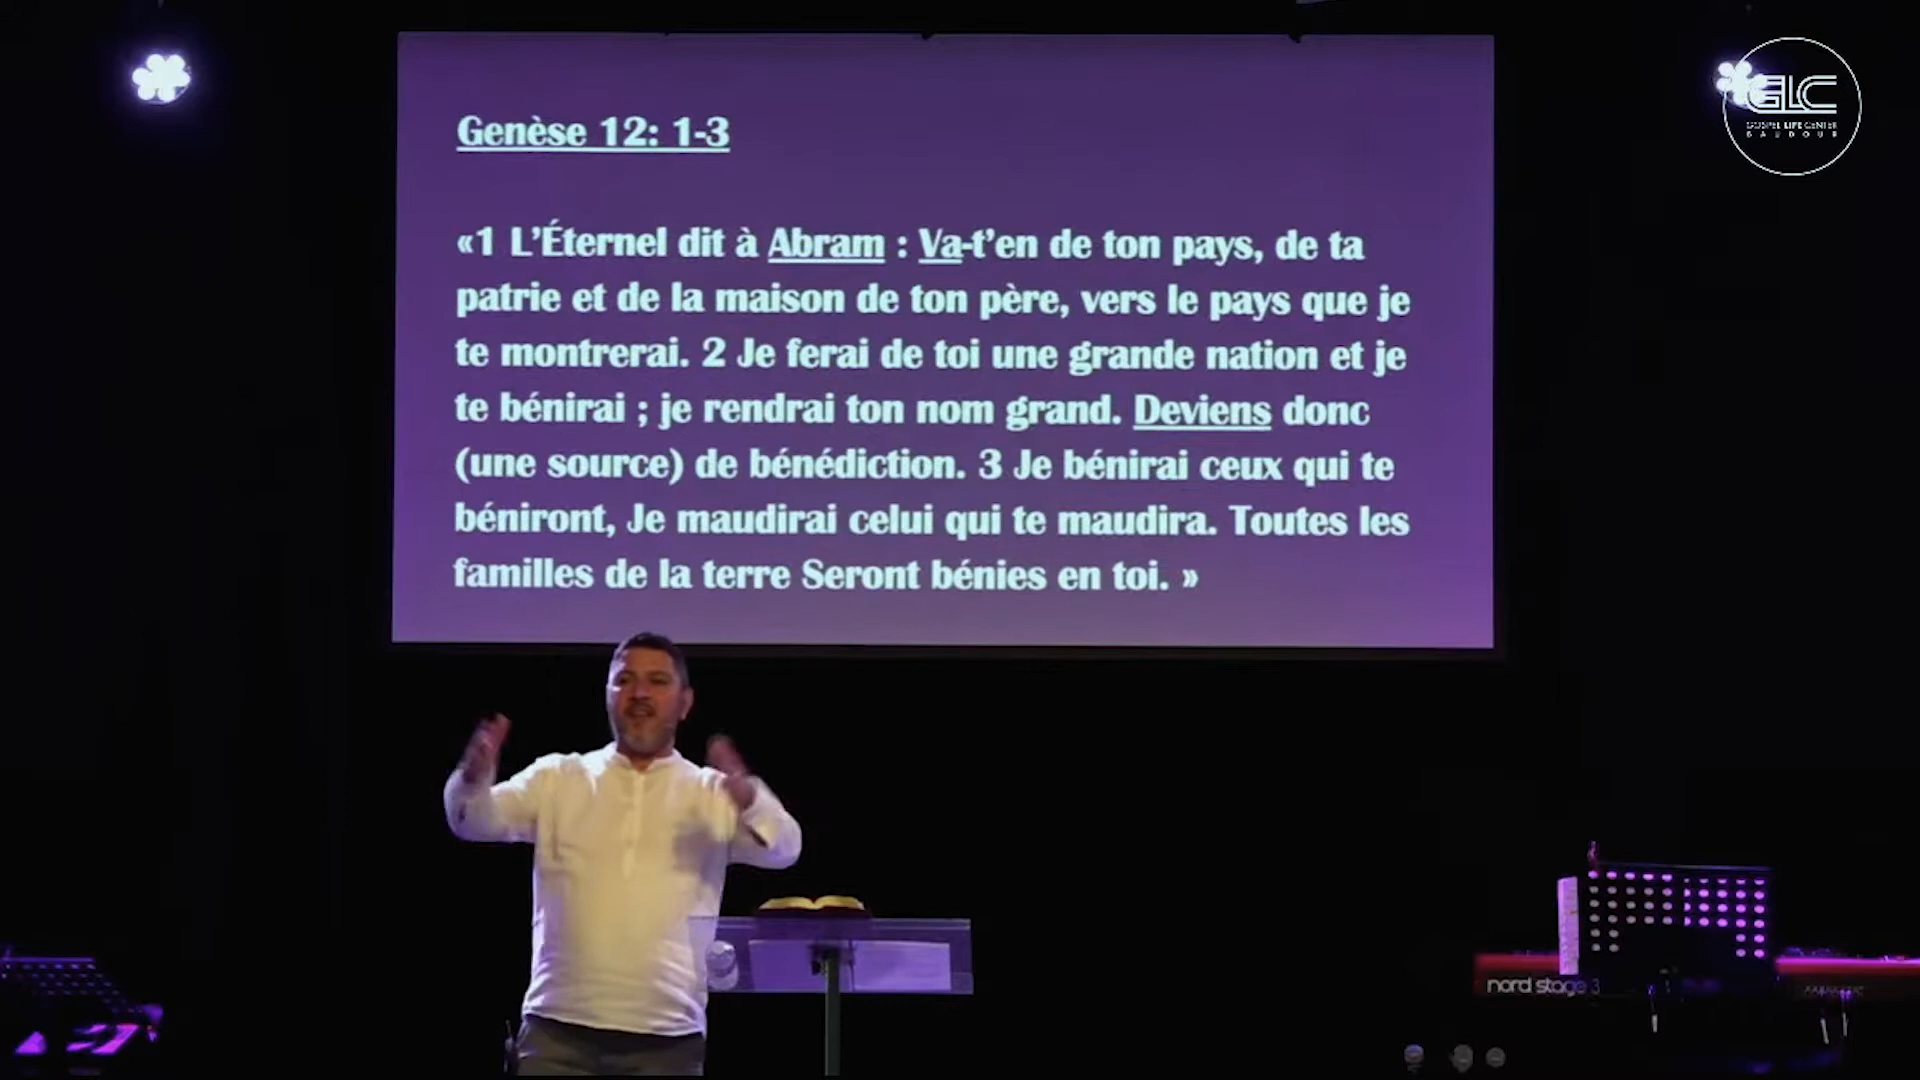 Genèse 12: 1-3
«1 L’Éternel dit à Abram : Va-t’en de ton pays, de ta
patrie et de la maison de ton père, vers le pays que je
te montrerai. 2 Je ferai de toi une grande nation et je
te bénirai ; je rendrai ton nom grand. Deviens donc
(une source) de bénédiction. 3 Je bénirai ceux qui te
béniront, Je maudirai celui qui te maudira. Toutes les
familles de la terre Seront bénies en toi. »
GLC
GOSPEL LIFE CENTER
BAUDOUR
nord stage 3